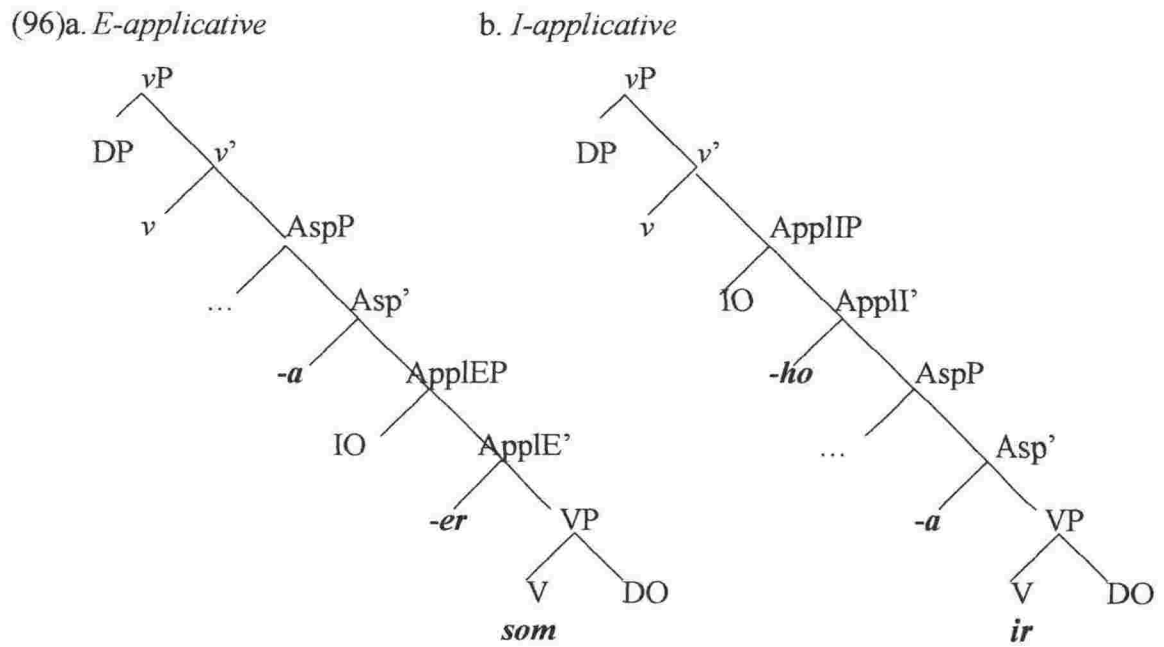 (96)a. E-applicative b. I-applicative
vP vP
DP v’ DP v’
v AspP v ApplIP
… Asp’ IO ApplI’
-a ApplEP -ho AspP
IO ApplE’ … Asp’
-er VP -a VP
V DO V DO
som ir